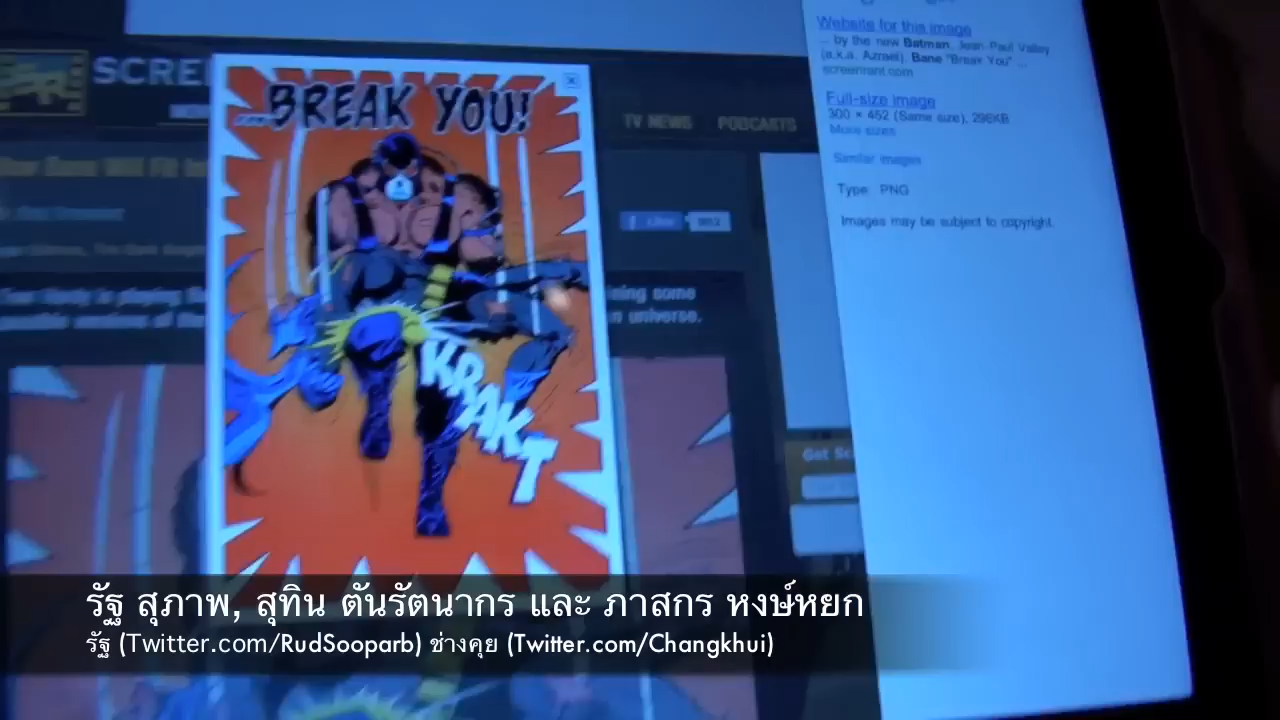 Website for this image
... by the new Batman, Jean Paul Valley
(a.k.a. Azrael). Bane "Break You" ...
screenrant.com
SCREE
...BREAK YOU!
Full-size image
300 × 452 (Same size), 296KB
More sizes
TV NEWS PODCASTS
Similar images
Type: PNG
Like
Images may be subject to copyright.
some
universe.
KRAKT
Get Sc
รัฐ สุภาพ, สุทิน ตันรัตนากร และ ภาสกร หงษ์หยก
รัฐ (Twitter.com/RudSooparb) ช่างคุย (Twitter.com/Changkhui)